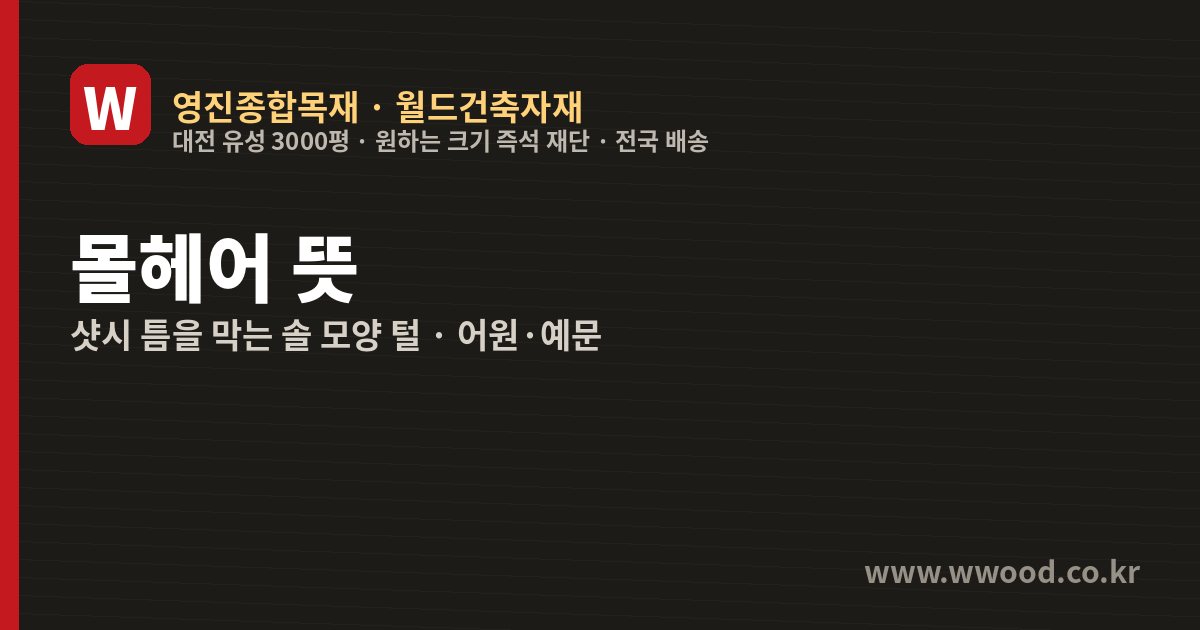 W
영진종합목재 · 월드건축자재
대전 유성 3000평 · 원하는 크기 즉석 재단 · 전국 배송
몰헤어 뜻
샷시 틈을 막는 솔 모양 털 · 어원·예문
www.wwood.co.kr